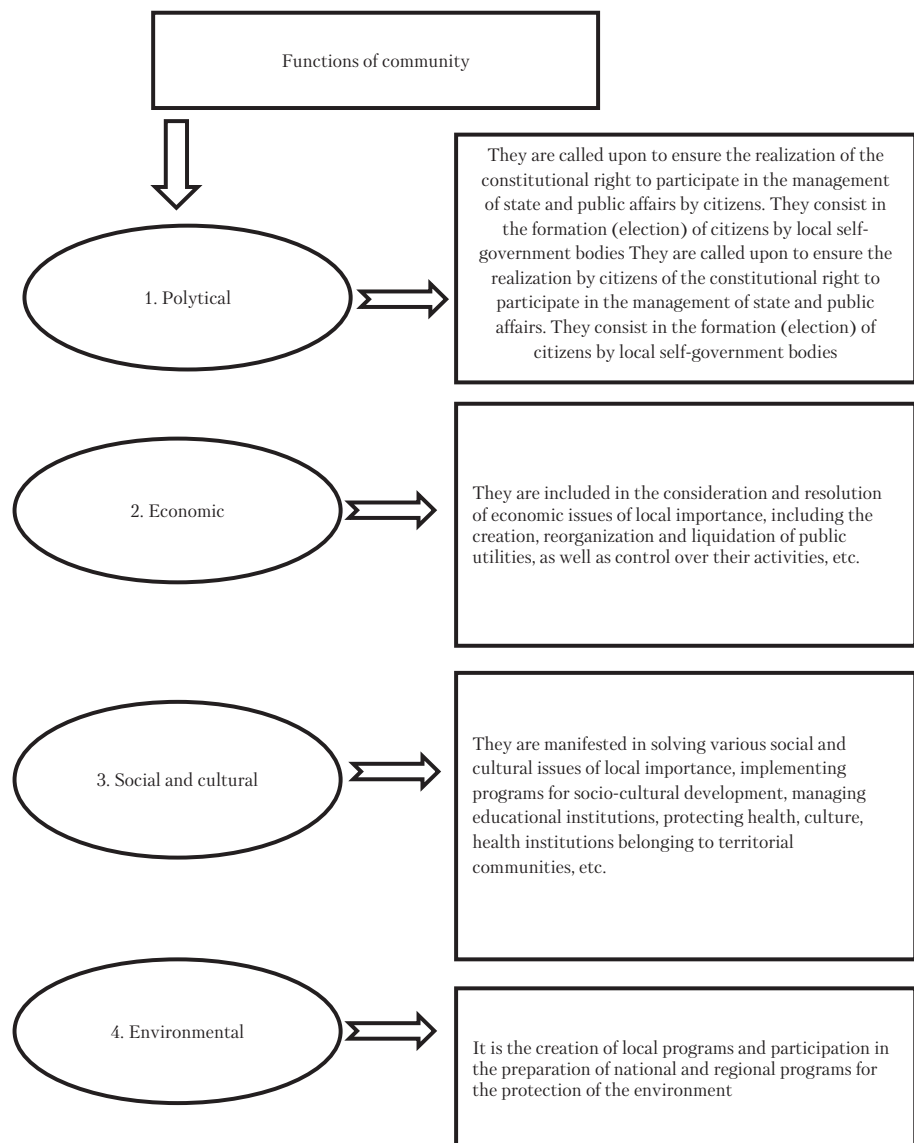 Functions of community
They are called upon to ensure the realization of the
constitutional right to participate in the management
of state and public affairs by citizens. They consist in
the formation (election) of citizens by local self-
government bodies They are called upon to ensure the
realization by citizens of the constitutional right to
participate in the management of state and public
affairs. They consist in the formation (election) of
citizens by local self-government bodies
1. Polytical
2. Economic
They are included in the consideration and resolution
of economic issues of local importance, including the
creation, reorganization and liquidation of public
utilities, as well as control over their activities, etc.
3. Social and cultural
They are manifested in solving various social and
cultural issues of local importance, implementing
programs for socio-cultural development, managing
educational institutions, protecting health, culture,
health institutions belonging to territorial
communities, etc.
4. Environmental
It is the creation of local programs and participation in
the preparation of national and regional programs for
the protection of the environment